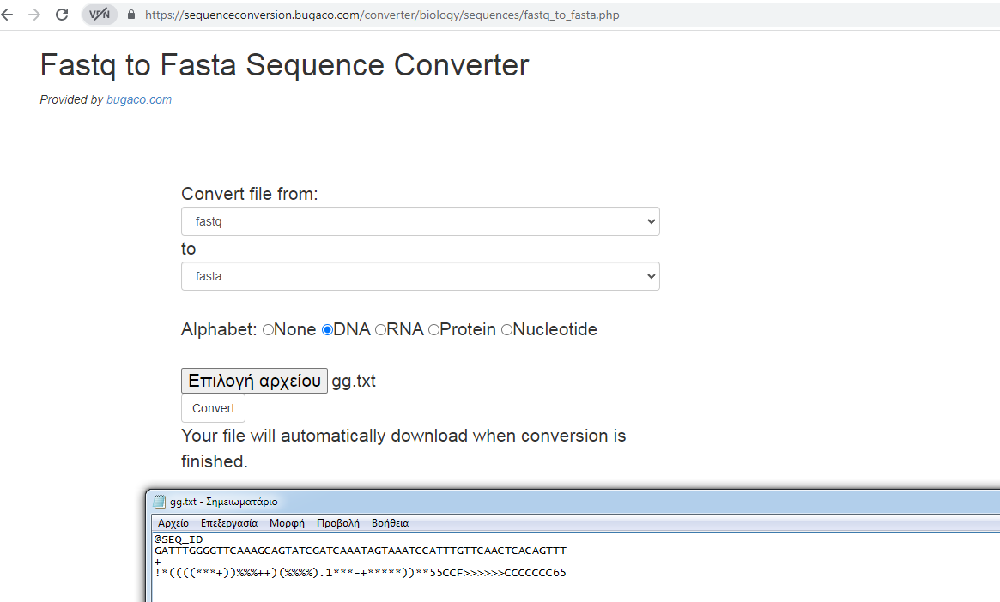 VPN https://sequenceconversion.bugaco.com/converter/biology/sequences/fastq_to_fasta.php
Fastq to Fasta Sequence Converter
Provided by bugaco.com
Convert file from:
fastq
to
fasta
Alphabet: None DNA RNA Protein Nucleotide
Επιλογή αρχείου gg.txt
Convert
Your file will automatically download when conversion is
finished.
gg.txt - Σημειωματάριο
Αρχείο Επεξεργασία Μορφή Προβολή Βοήθεια
@SEQ_ID
GATTTGGGGTTCAAAGCAGTATCGATCAAATAGTAAATCCATTTGTTCAACTCACAGTTT
+
!*((((***+))%%%++)(%%%%).1***-+*****))**55CCF>>>>>>CCCCCCC65